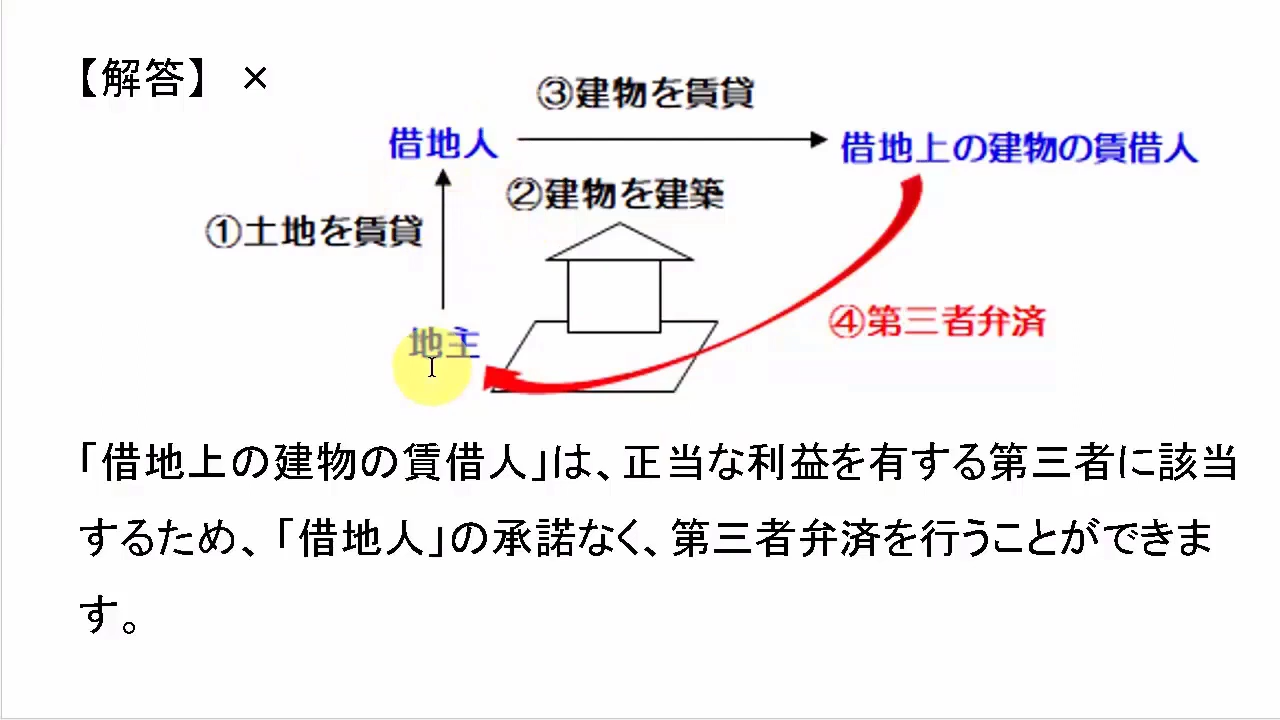 【解答】 ×
③建物を賃貸
借地人
借地上の建物の賃借人
②建物を建築
①土地を賃貸
④第三者弁済
地主
「借地上の建物の賃借人」は、正当な利益を有する第三者に該当
するため、「借地人」の承諾なく、第三者弁済を行うことができま
す。